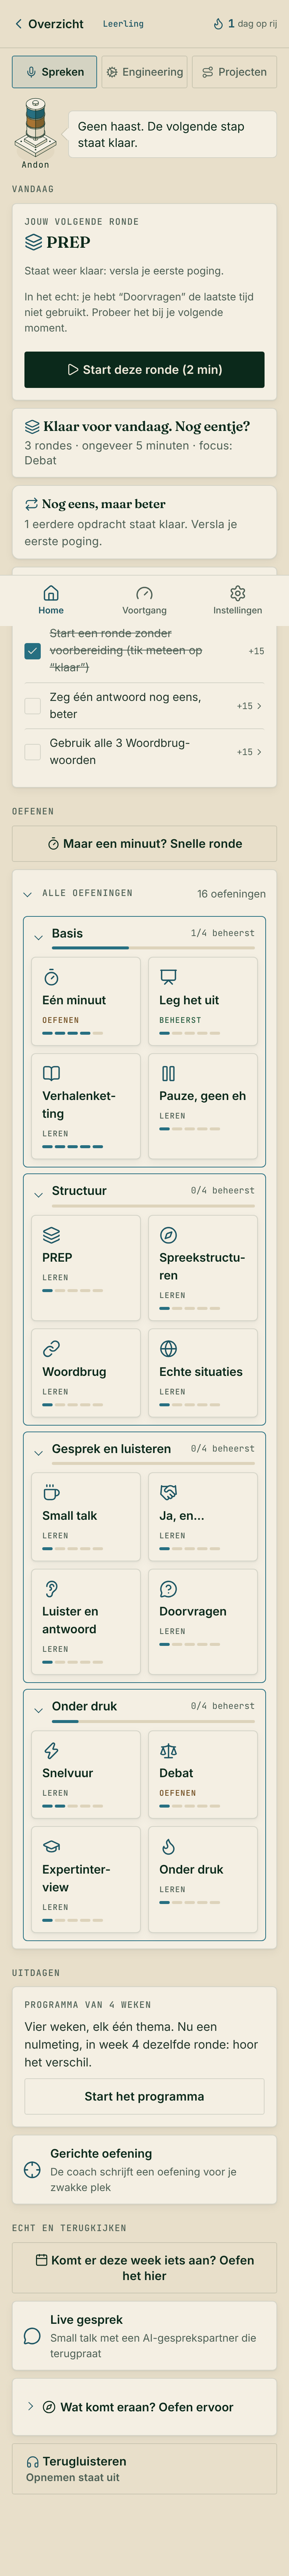 Overzicht
Leerling
1 dag op rij
Spreken
Engineering
Projecten
Geen haast. De volgende stap
staat klaar.
Andon
VANDAAG
JOUW VOLGENDE RONDE
PREP
Staat weer klaar: versla je eerste poging.
In het echt: je hebt “Doorvragen” de laatste tijd
niet gebruikt. Probeer het bij je volgende
moment.
Start deze ronde (2 min)
Klaar voor vandaag. Nog eentje?
3 rondes · ongeveer 5 minuten · focus:
Debat
Nog eens, maar beter
1 eerdere opdracht staat klaar. Versla je
eerste poging.
Home
Voortgang
Instellingen
Start een ronde zonder
voorbereiding (tik meteen op
“klaar”)
+15
Zeg één antwoord nog eens,
beter
+15
Gebruik alle 3 Woordbrug-
woorden
+15
OEFENEN
Maar een minuut? Snelle ronde
ALLE OEFENINGEN
16 oefeningen
Basis
1/4 beheerst
Eén minuut
OEFENEN
Leg het uit
BEHEERST
Verhalenket-
ting
LEREN
Pauze, geen eh
LEREN
Structuur
0/4 beheerst
PREP
LEREN
Spreekstructu-
ren
LEREN
Woordbrug
LEREN
Echte situaties
LEREN
Gesprek en luisteren
0/4 beheerst
Small talk
LEREN
Ja, en…
LEREN
Luister en
antwoord
LEREN
Doorvragen
LEREN
Onder druk
0/4 beheerst
Snelvuur
LEREN
Debat
OEFENEN
Expertinter-
view
LEREN
Onder druk
LEREN
UITDAGEN
PROGRAMMA VAN 4 WEKEN
Vier weken, elk één thema. Nu een
nulmeting, in week 4 dezelfde ronde: hoor
het verschil.
Start het programma
Gerichte oefening
De coach schrijft een oefening voor je
zwakke plek
ECHT EN TERUGKIJKEN
Komt er deze week iets aan? Oefen
het hier
Live gesprek
Small talk met een AI-gesprekspartner die
terugpraat
Wat komt eraan? Oefen ervoor
Terugluisteren
Opnemen staat uit